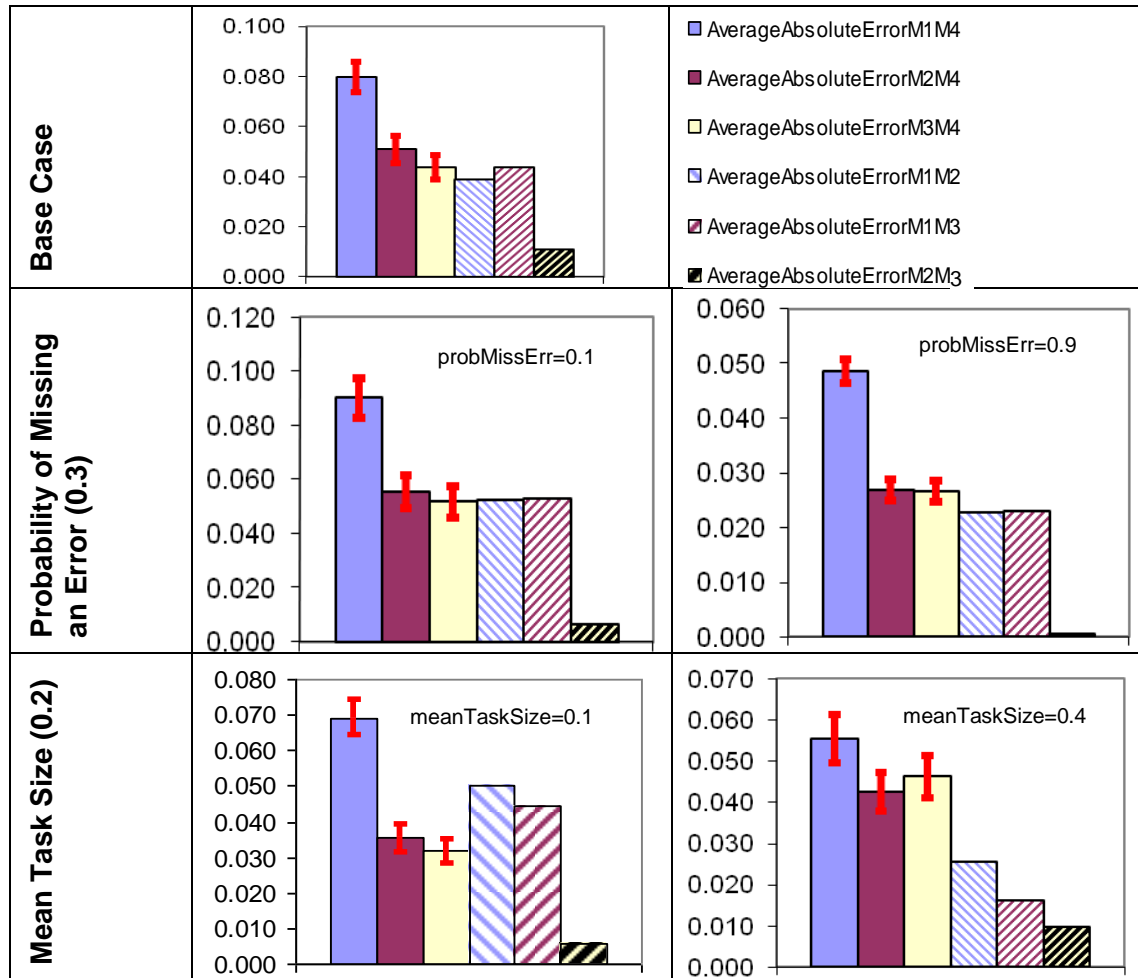 Base Case
0.100
0.080
0.060
0.040
0.020
0.000
AverageAbsoluteErrorM1M4
AverageAbsoluteErrorM2M4
AverageAbsoluteErrorM3M4
AverageAbsoluteErrorM1M2
AverageAbsoluteErrorM1M3
AverageAbsoluteErrorM2M3
Probability of Missing
an Error (0.3)
0.120
0.100
0.080
0.060
0.040
0.020
0.000
probMissErr=0.1
0.060
0.050
0.040
0.030
0.020
0.010
0.000
probMissErr=0.9
Mean Task Size (0.2)
0.080
0.070
0.060
0.050
0.040
0.030
0.020
0.010
0.000
meanTaskSize=0.1
0.070
0.060
0.050
0.040
0.030
0.020
0.010
0.000
meanTaskSize=0.4